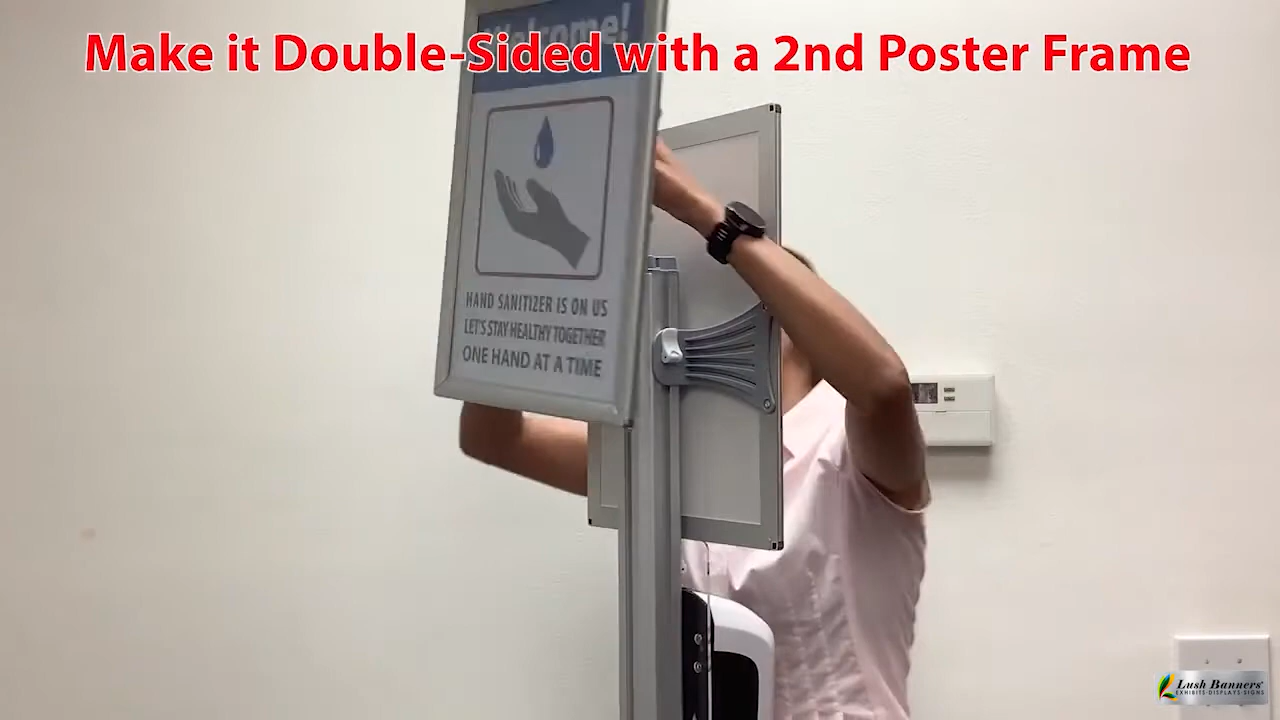 Make it Double-Sided with a 2nd Poster Frame
Welcome!
HAND SANITIZER IS ON US
LET'S STAY HEALTHY TOGETHER
ONE HAND AT A TIME
Lush Banners
EXHIBITS·DISPLAYS·SIGNS